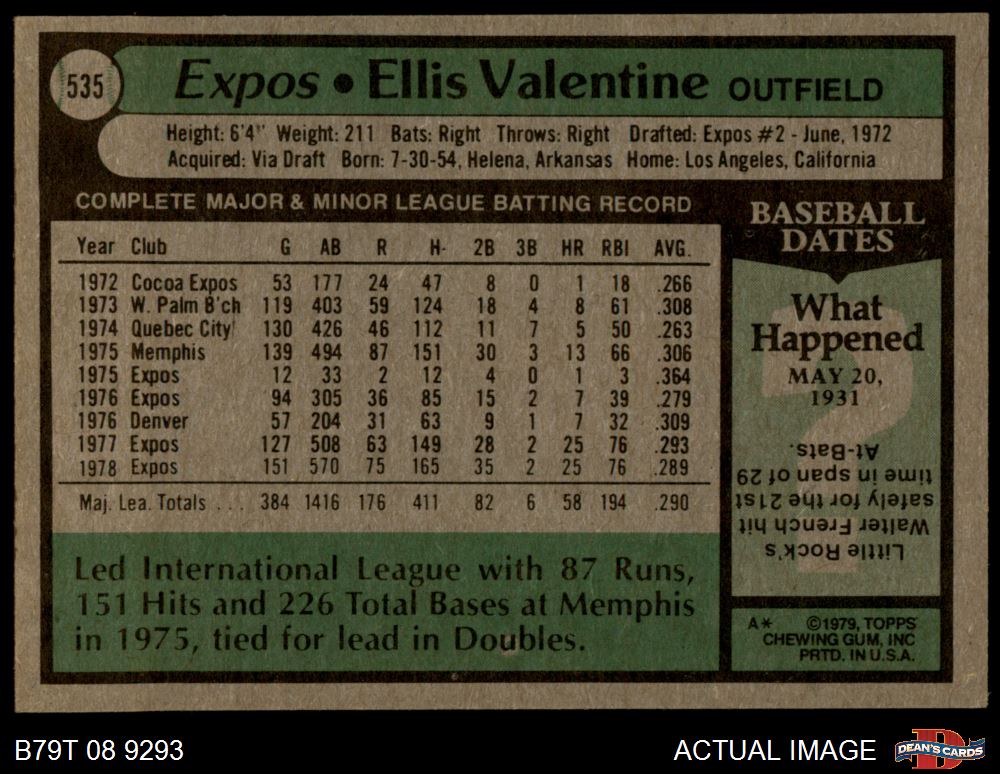 535
Expos • Ellis Valentine OUTFIELD
Height: 6'4" Weight: 211 Bats: Right Throws: Right Drafted: Expos #2 - June, 1972
Acquired: Via Draft Born: 7-30-54, Helena, Arkansas Home: Los Angeles, California
COMPLETE MAJOR & MINOR LEAGUE BATTING RECORD
Year Club G AB R H- 2B 3B HR RBI AVG.
1972 Cocoa Expos 53 177 24 47 8 0 1 18 .266
1973 W. Palm B'ch 119 403 59 124 18 4 8 61 .308
1974 Quebec City 130 426 46 112 11 7 5 50 .263
1975 Memphis 139 494 87 151 30 3 13 66 .306
1975 Expos 12 33 2 12 4 0 1 3 .364
1976 Expos 94 305 36 85 15 2 7 39 .279
1976 Denver 57 204 31 63 9 1 7 32 .309
1977 Expos 127 508 63 149 28 2 25 76 .293
1978 Expos 151 570 75 165 35 2 25 76 .289
Maj. Lea. Totals . . . 384 1416 176 411 82 6 58 194 .290
Led International League with 87 Runs,
151 Hits and 226 Total Bases at Memphis
in 1975, tied for lead in Doubles.
BASEBALL
DATES
What
Happened
MAY 20,
1931
?
Little Rock's
Walter French hit
safely for the 21st
time in span of 29
At-Bats.
A* ©1979, TOPPS
CHEWING GUM, INC
PRTD. IN U.S.A.
B79T 08 9293
ACTUAL IMAGE
D
DEAN'S CARDS